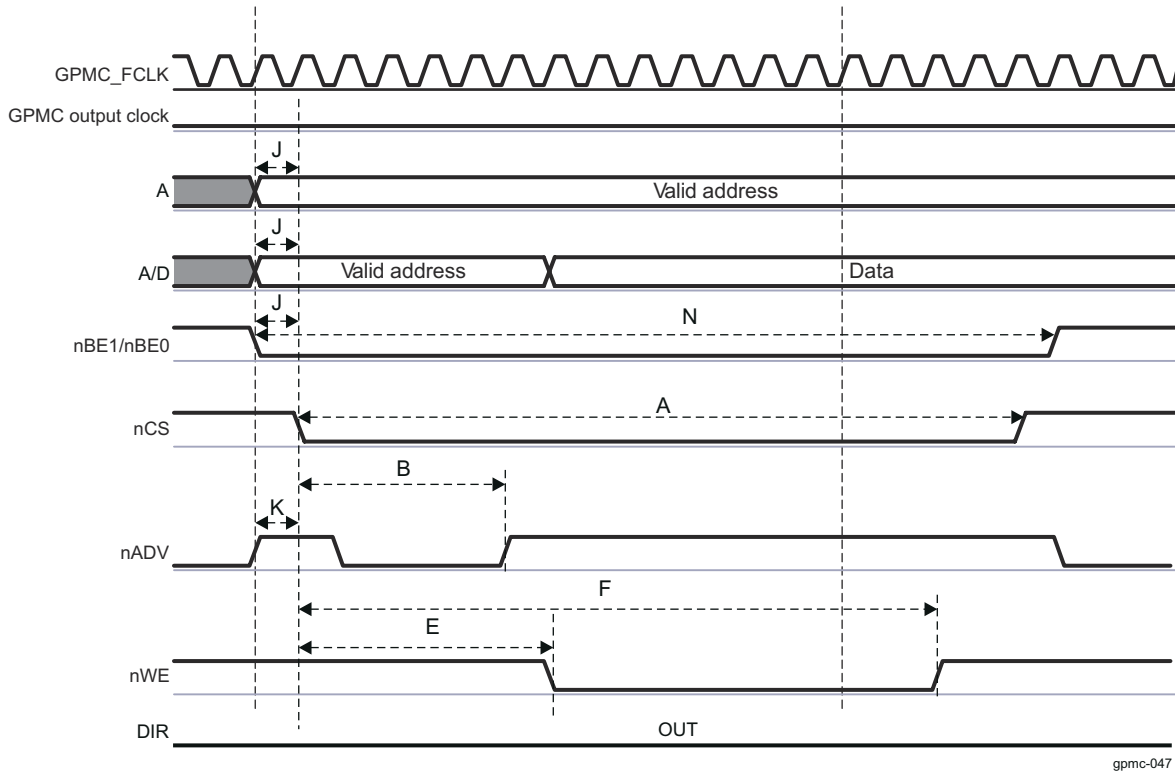 GPMC_FCLK
GPMC output clock
J
A
Valid address
J
A/D
Valid address
Data
J
N
nBE1/nBE0
A
nCS
B
K
nADV
F
E
nWE
DIR
OUT
gpmc-047